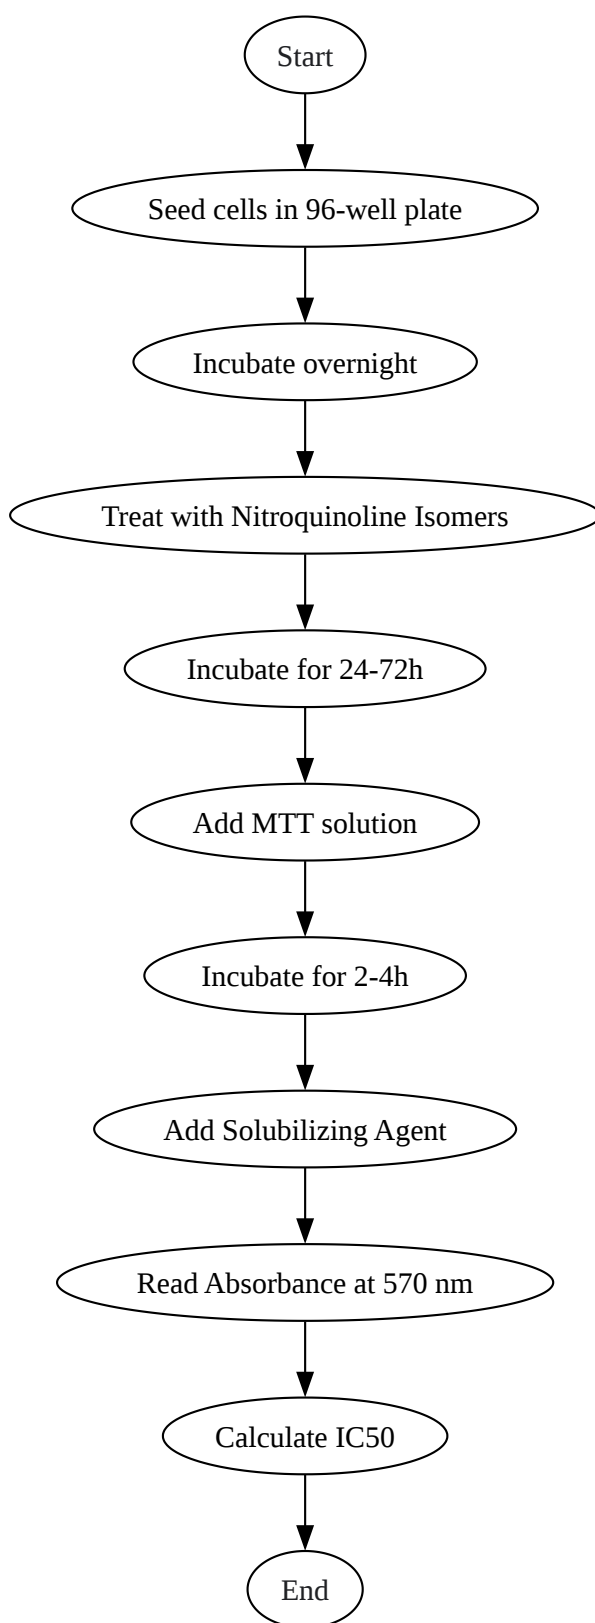 Start
Seed cells in 96-well plate
Incubate overnight
Treat with Nitroquinoline Isomers
Incubate for 24-72h
Add MTT solution
Incubate for 2-4h
Add Solubilizing Agent
Read Absorbance at 570 nm
Calculate IC50
End